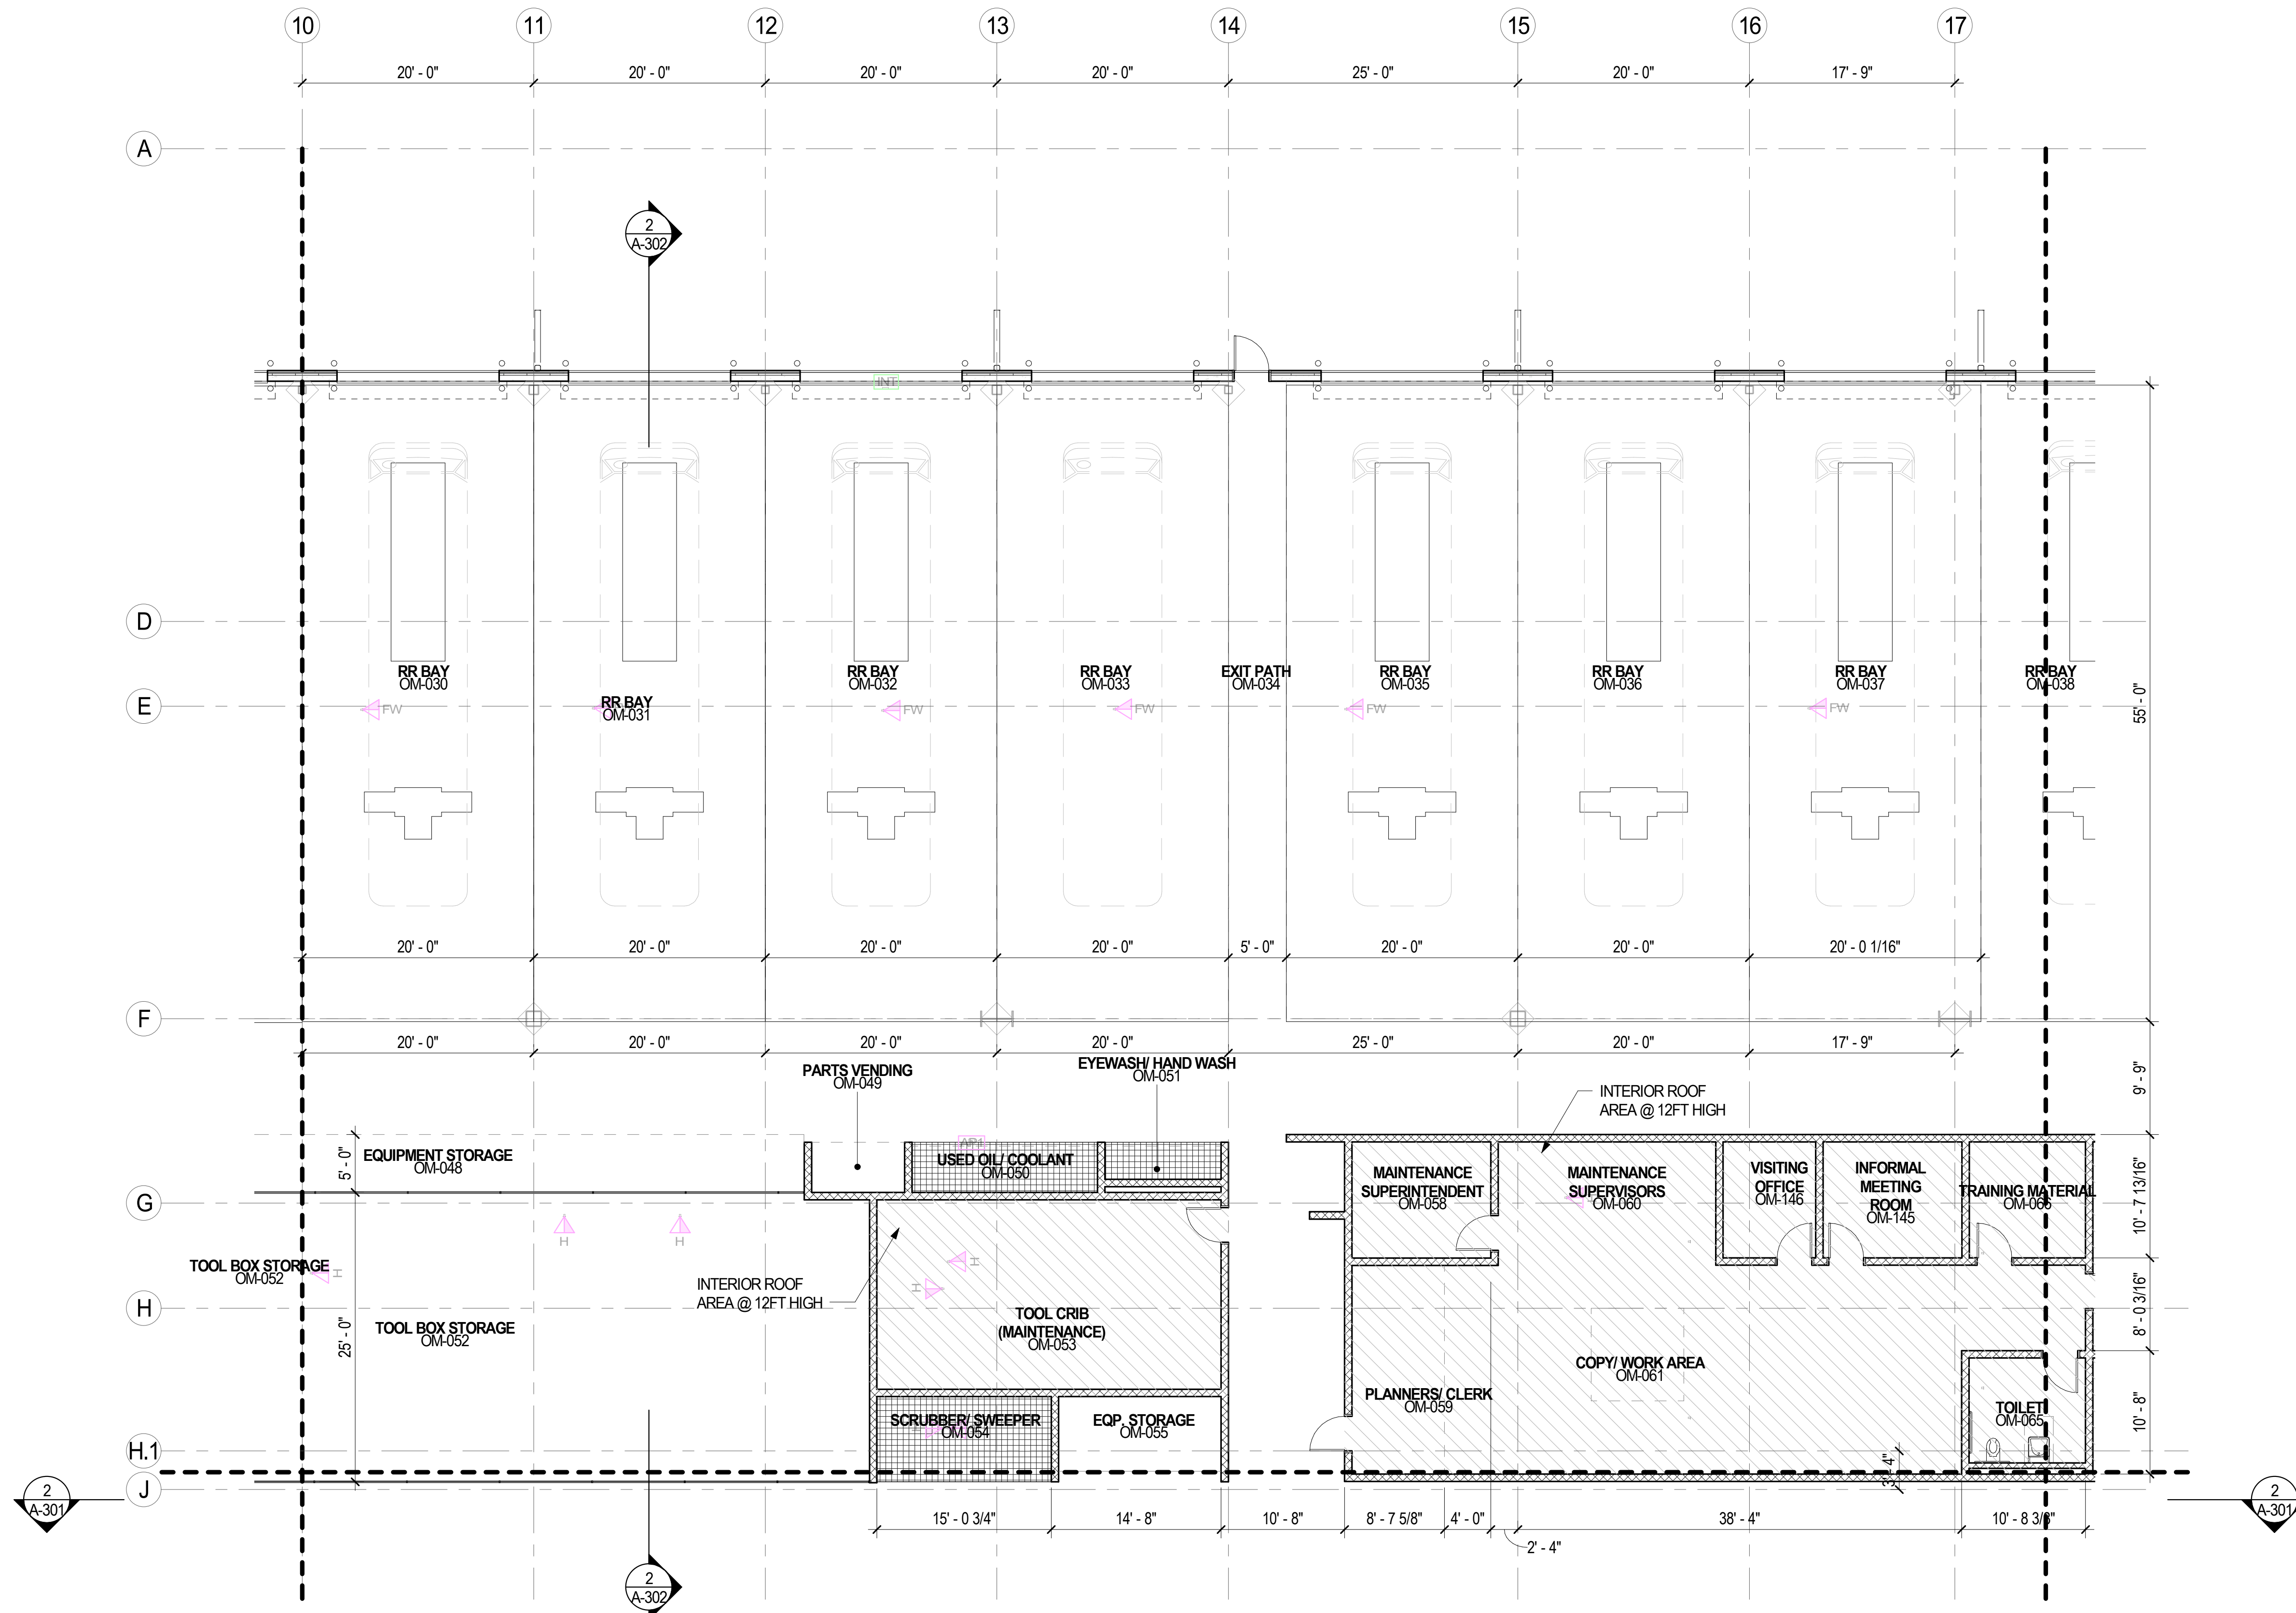 10 11 12 13 14 15 16 17
20' - 0" 20' - 0" 20' - 0" 20' - 0" 25' - 0" 20' - 0" 17' - 9"
A
2
A-302
INT
D
RR BAY
OM-030
RR BAY
OM-031
RR BAY
OM-032
RR BAY
OM-033
EXIT PATH
OM-034
RR BAY
OM-035
RR BAY
OM-036
RR BAY
OM-037
RR BAY
OM-038
E
FW FW FW FW FW
55' - 0"
20' - 0" 20' - 0" 20' - 0" 20' - 0" 5' - 0" 20' - 0" 20' - 0" 20' - 0 1/16"
F
20' - 0" 20' - 0" 20' - 0" 20' - 0" 25' - 0" 20' - 0" 17' - 9"
PARTS VENDING
OM-049
EYEWASH/ HAND WASH
OM-051
INTERIOR ROOF
AREA @ 12FT HIGH
9' - 9"
5' - 0"
EQUIPMENT STORAGE
OM-048
USED OIL/ COOLANT
OM-050
MAINTENANCE
SUPERINTENDENT
OM-058
MAINTENANCE
SUPERVISORS
OM-060
VISITING
OFFICE
OM-146
INFORMAL
MEETING
ROOM
OM-145
TRAINING MATERIAL
10' - 7 13/16"
G
H H
TOOL BOX STORAGE
OM-052
H
INTERIOR ROOF
AREA @ 12FT HIGH
H
H
TOOL CRIB
(MAINTENANCE)
OM-053
8' - 0 3/16"
H
25' - 0"
TOOL BOX STORAGE
OM-052
COPY/ WORK AREA
OM-061
PLANNERS/ CLERK
OM-059
SCRUBBER/ SWEEPER
OM-054
H
EQP. STORAGE
OM-055
TOILET
OM-065
10' - 8"
H.1
3' - 4"
J
2
A-301
2
A-301
15' - 0 3/4" 14' - 8" 10' - 8" 8' - 7 5/8" 4' - 0" 38' - 4" 10' - 8 3/8"
2' - 4"
2
A-302